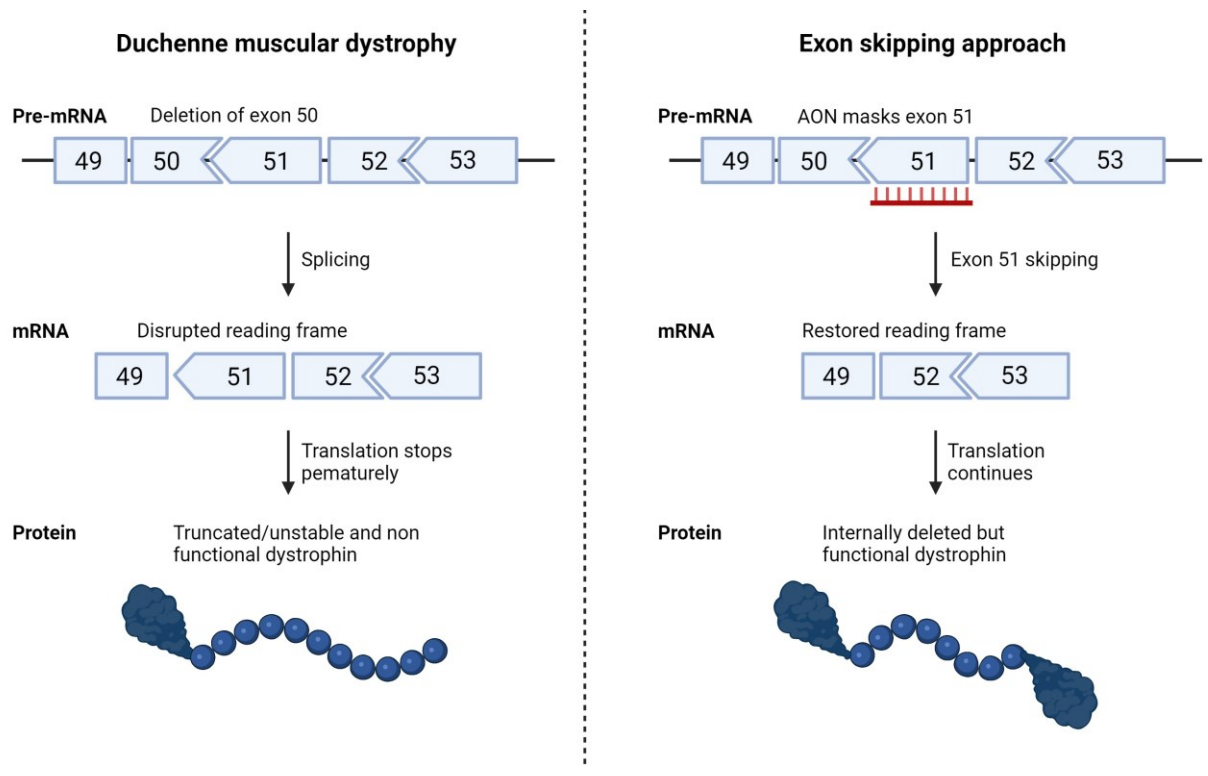 Duchenne muscular dystrophy
Pre-mRNA Deletion of exon 50
49 50 51 52 53
Splicing
mRNA Disrupted reading frame
49 51 52 53
Translation stops
pematurely
Protein Truncated/unstable and non
functional dystrophin
Exon skipping approach
Pre-mRNA AON masks exon 51
49 50 51 52 53
Exon 51 skipping
mRNA Restored reading frame
49 52 53
Translation
continues
Protein Internally deleted but
functional dystrophin